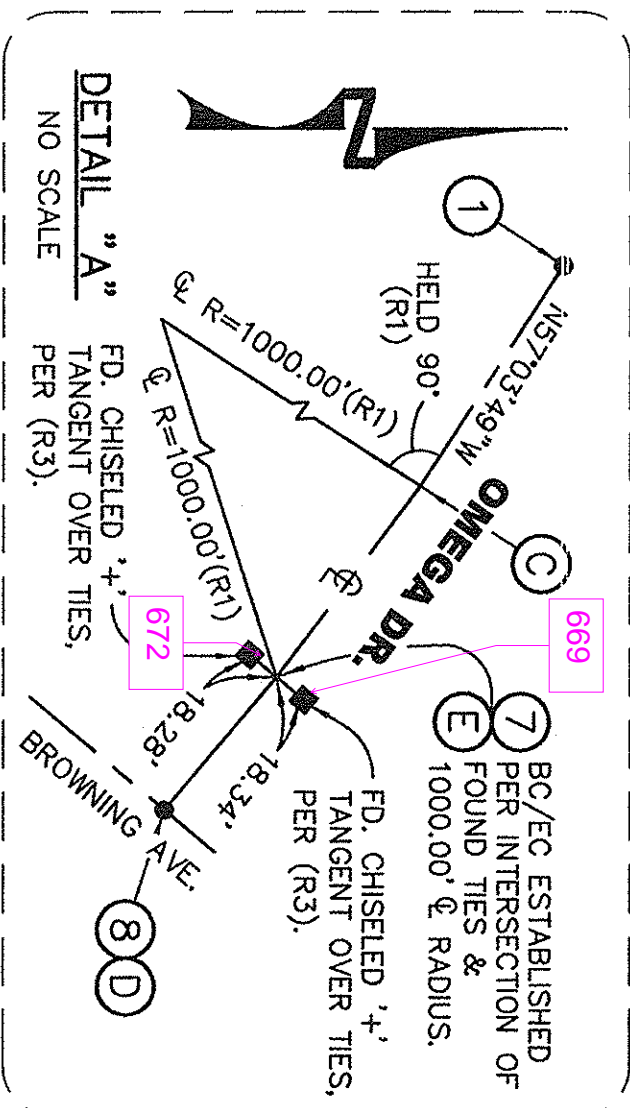 DETAIL "A"
NO SCALE
1
N57°03'49"W
HELD 90°
(R1)
℄ R=1000.00'(R1)
℄ R=1000.00'(R1)
C
OMEGA DR.
℄
669
672
7
E
BC/EC ESTABLISHED
PER INTERSECTION OF
FOUND TIES &
1000.00' ℄ RADIUS.
FD. CHISELED '+'
TANGENT OVER TIES,
PER (R3).
FD. CHISELED '+'
TANGENT OVER TIES,
PER (R3).
18.28'
18.34'
BROWNING AVE.
8
D